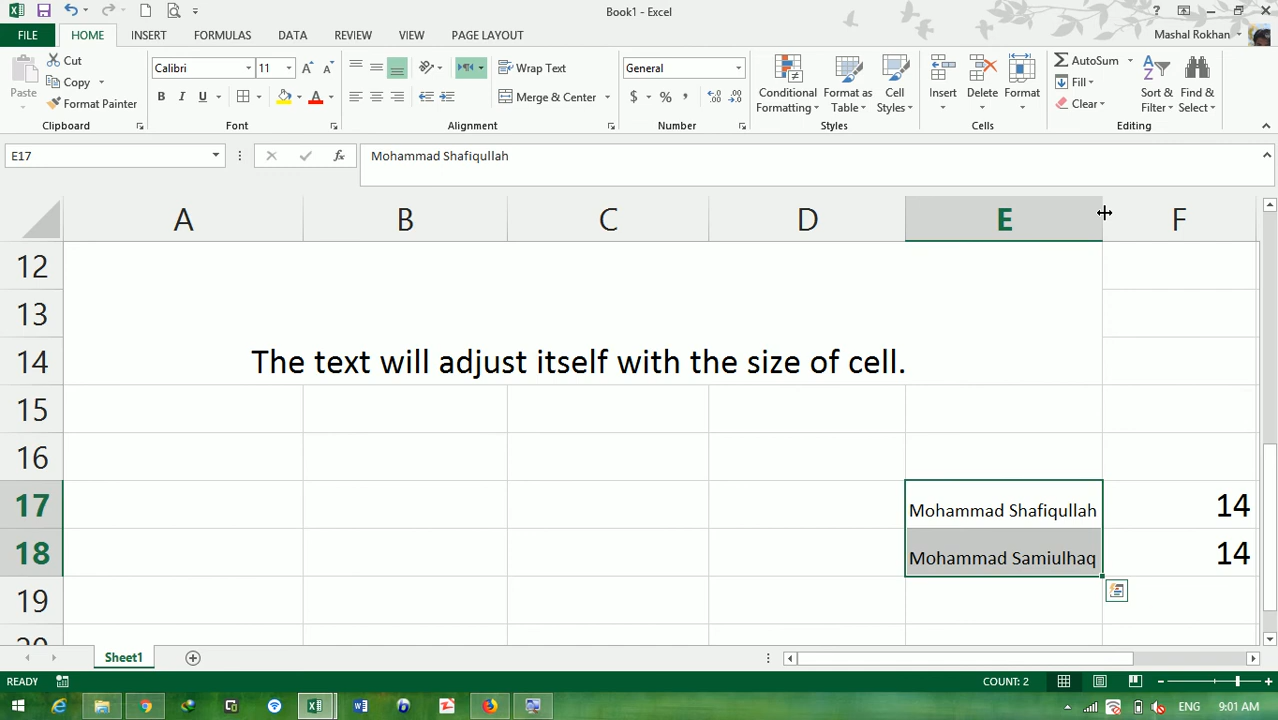 Book1 - Excel
?
FILE HOME INSERT FORMULAS DATA REVIEW VIEW PAGE LAYOUT Mashal Rokhan
Paste
Cut
Copy
Format Painter
Clipboard
Calibri 11
B I U A
Font
Wrap Text
Merge & Center
Alignment
General
$ % ,
Number
Conditional Formatting
Format as Table
Cell Styles
Styles
Insert Delete Format
Cells
AutoSum
Fill
Clear
Sort & Filter
Find & Select
Editing
E17 fx Mohammad Shafiqullah
A B C D E F
12
13
14 The text will adjust itself with the size of cell.
15
16
17 Mohammad Shafiqullah 14
18 Mohammad Samiulhaq 14
19
20
Sheet1
READY COUNT: 2
ENG 9:01 AM